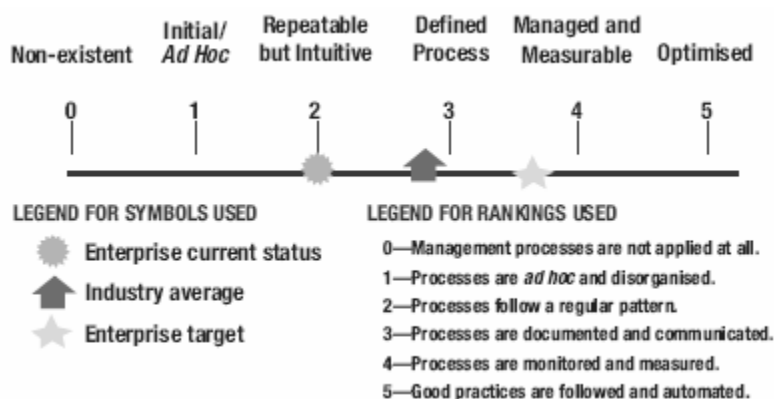 Non-existent
Initial/
Ad Hoc
Repeatable
but Intuitive
Defined
Process
Managed and
Measurable
Optimised
0 1 2 3 4 5
LEGEND FOR SYMBOLS USED
Enterprise current status
Industry average
Enterprise target
LEGEND FOR RANKINGS USED
0—Management processes are not applied at all.
1—Processes are ad hoc and disorganised.
2—Processes follow a regular pattern.
3—Processes are documented and communicated.
4—Processes are monitored and measured.
5—Good practices are followed and automated.